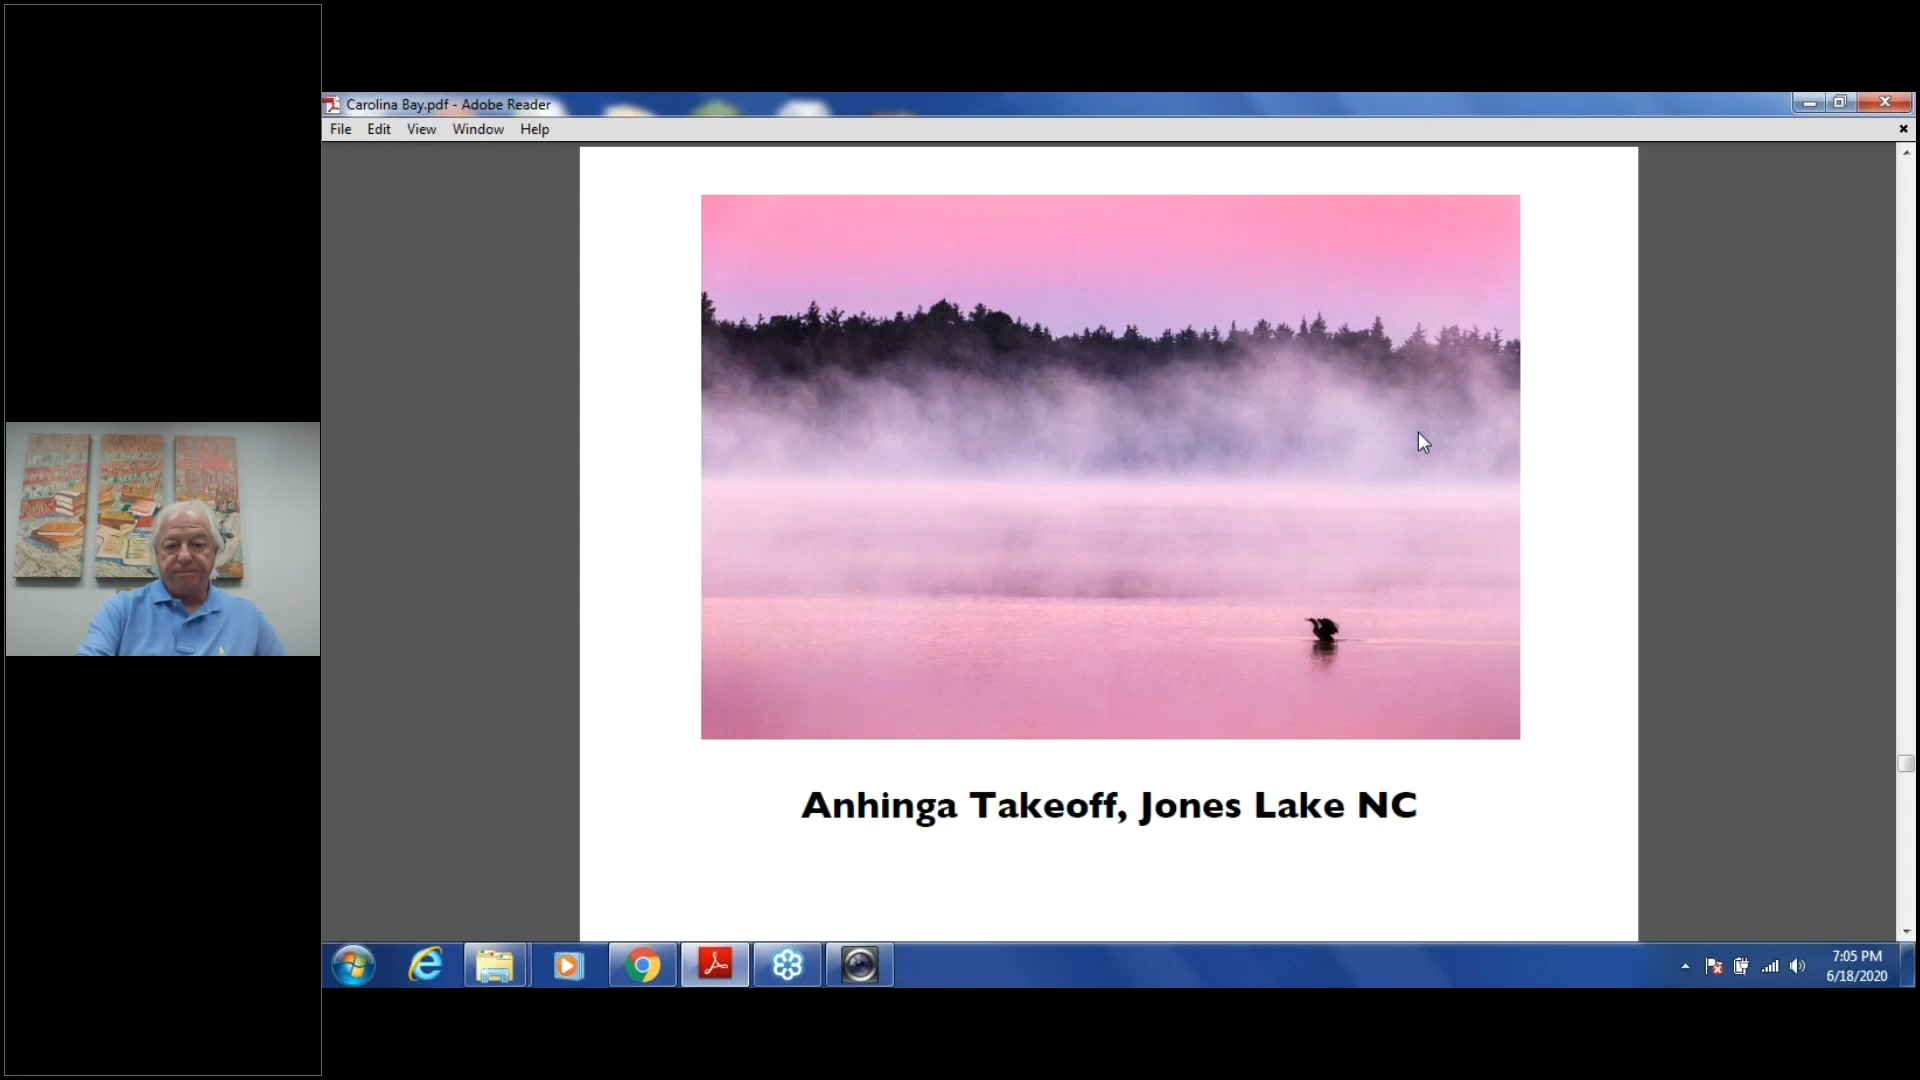 Carolina Bay.pdf - Adobe Reader
File Edit View Window Help
Anhinga Takeoff, Jones Lake NC
7:05 PM
6/18/2020